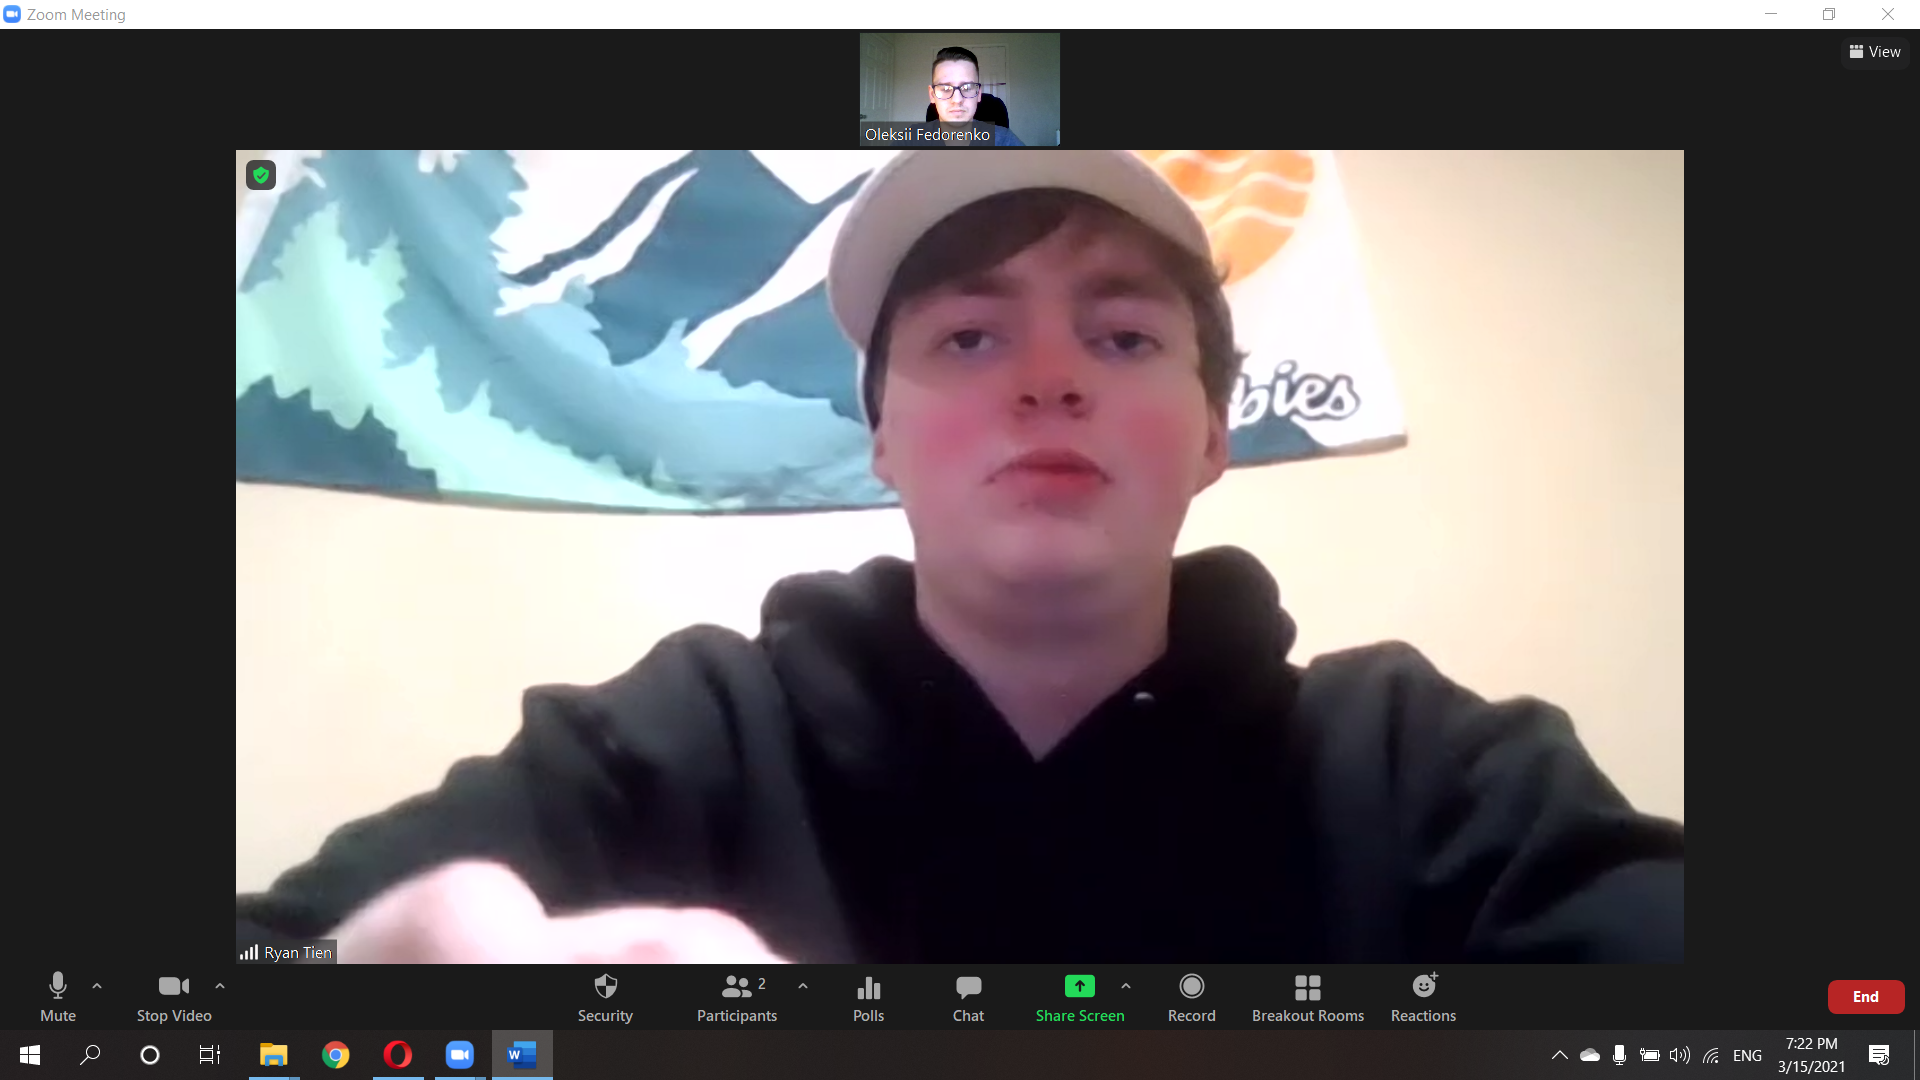 Zoom Meeting
View
Oleksii Fedorenko
bies
Ryan Tien
Mute
Stop Video
Security
2
Participants
Polls
Chat
Share Screen
Record
Breakout Rooms
Reactions
End
W
ENG
7:22 PM
3/15/2021